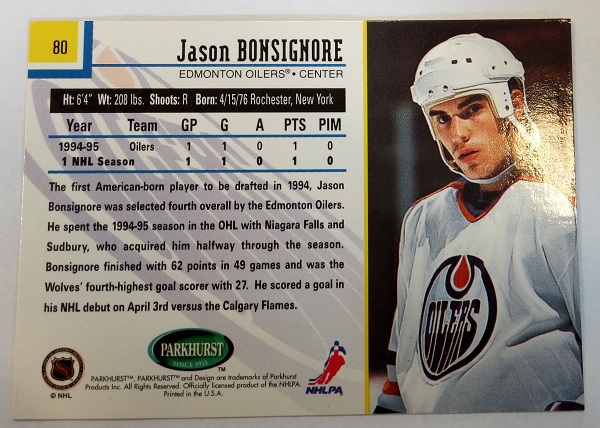 80
Jason BONSIGNORE
EDMONTON OILERS® • CENTER
Ht: 6'4" Wt: 208 lbs. Shoots: R Born: 4/15/76 Rochester, New York
Year Team GP G A PTS PIM
1994-95 Oilers 1 1 0 1 0
1 NHL Season 1 1 0 1 0
The first American-born player to be drafted in 1994, Jason
Bonsignore was selected fourth overall by the Edmonton Oilers.
He spent the 1994-95 season in the OHL with Niagara Falls and
Sudbury, who acquired him halfway through the season.
Bonsignore finished with 62 points in 49 games and was the
Wolves' fourth-highest goal scorer with 27. He scored a goal in
his NHL debut on April 3rd versus the Calgary Flames.
OILERS
PARKHURST
SINCE 1951
™
NHL
© NHL
PARKHURST™, PARKHURST™ and Design are trademarks of Parkhurst
Products Inc. All Rights Reserved. Officially licensed product of the NHLPA.
Printed in the U.S.A.
NHLPA